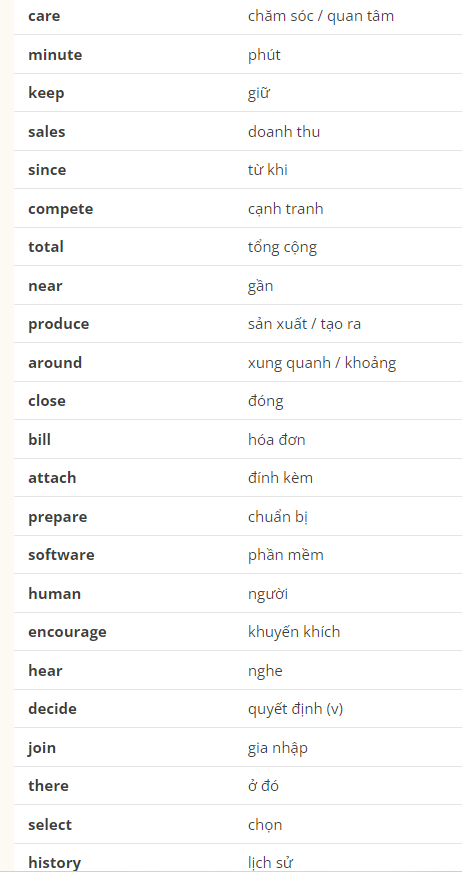 care chăm sóc / quan tâm
minute phút
keep giữ
sales doanh thu
since từ khi
compete cạnh tranh
total tổng cộng
near gần
produce sản xuất / tạo ra
around xung quanh / khoảng
close đóng
bill hóa đơn
attach đính kèm
prepare chuẩn bị
software phần mềm
human người
encourage khuyến khích
hear nghe
decide quyết định (v)
join gia nhập
there ở đó
select chọn
history lịch sử